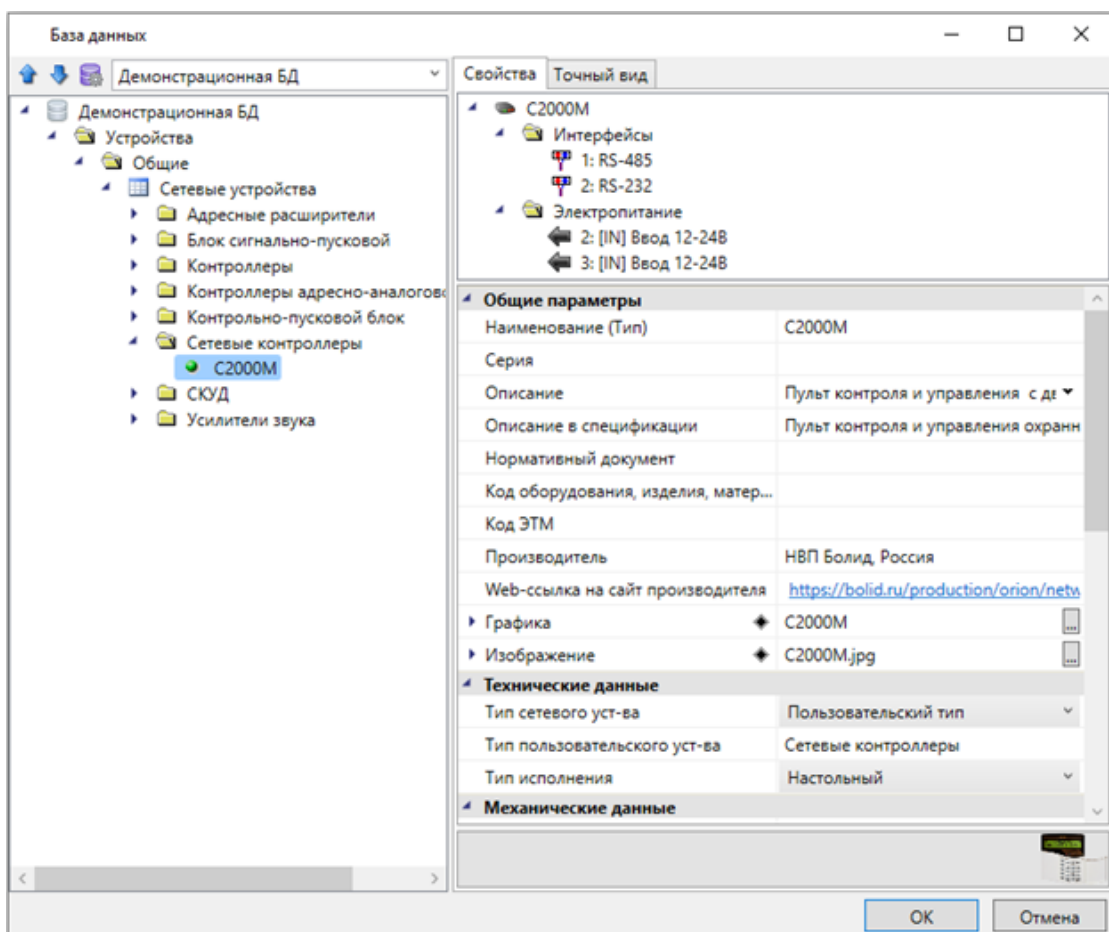 База данных
Демонстрационная БД
Демонстрационная БД
Устройства
Общие
Сетевые устройства
Адресные расширители
Блок сигнально-пусковой
Контроллеры
Контроллеры адресно-аналогов
Контрольно-пусковой блок
Сетевые контроллеры
С2000М
СКУД
Усилители звука
Свойства Точный вид
С2000М
Интерфейсы
1: RS-485
2: RS-232
Электропитание
2: [IN] Ввод 12-24В
3: [IN] Ввод 12-24В
Общие параметры
Наименование (Тип) С2000М
Серия
Описание Пульт контроля и управления с дв
Описание в спецификации Пульт контроля и управления охранн
Нормативный документ
Код оборудования, изделия, матер...
Код ЭТМ
Производитель НВП Болид, Россия
Web-ссылка на сайт производителя https://bolid.ru/production/orion/netw
Графика С2000М ...
Изображение С2000М.jpg ...
Технические данные
Тип сетевого уст-ва Пользовательский тип
Тип пользовательского уст-ва Сетевые контроллеры
Тип исполнения Настольный
Механические данные
ОК Отмена